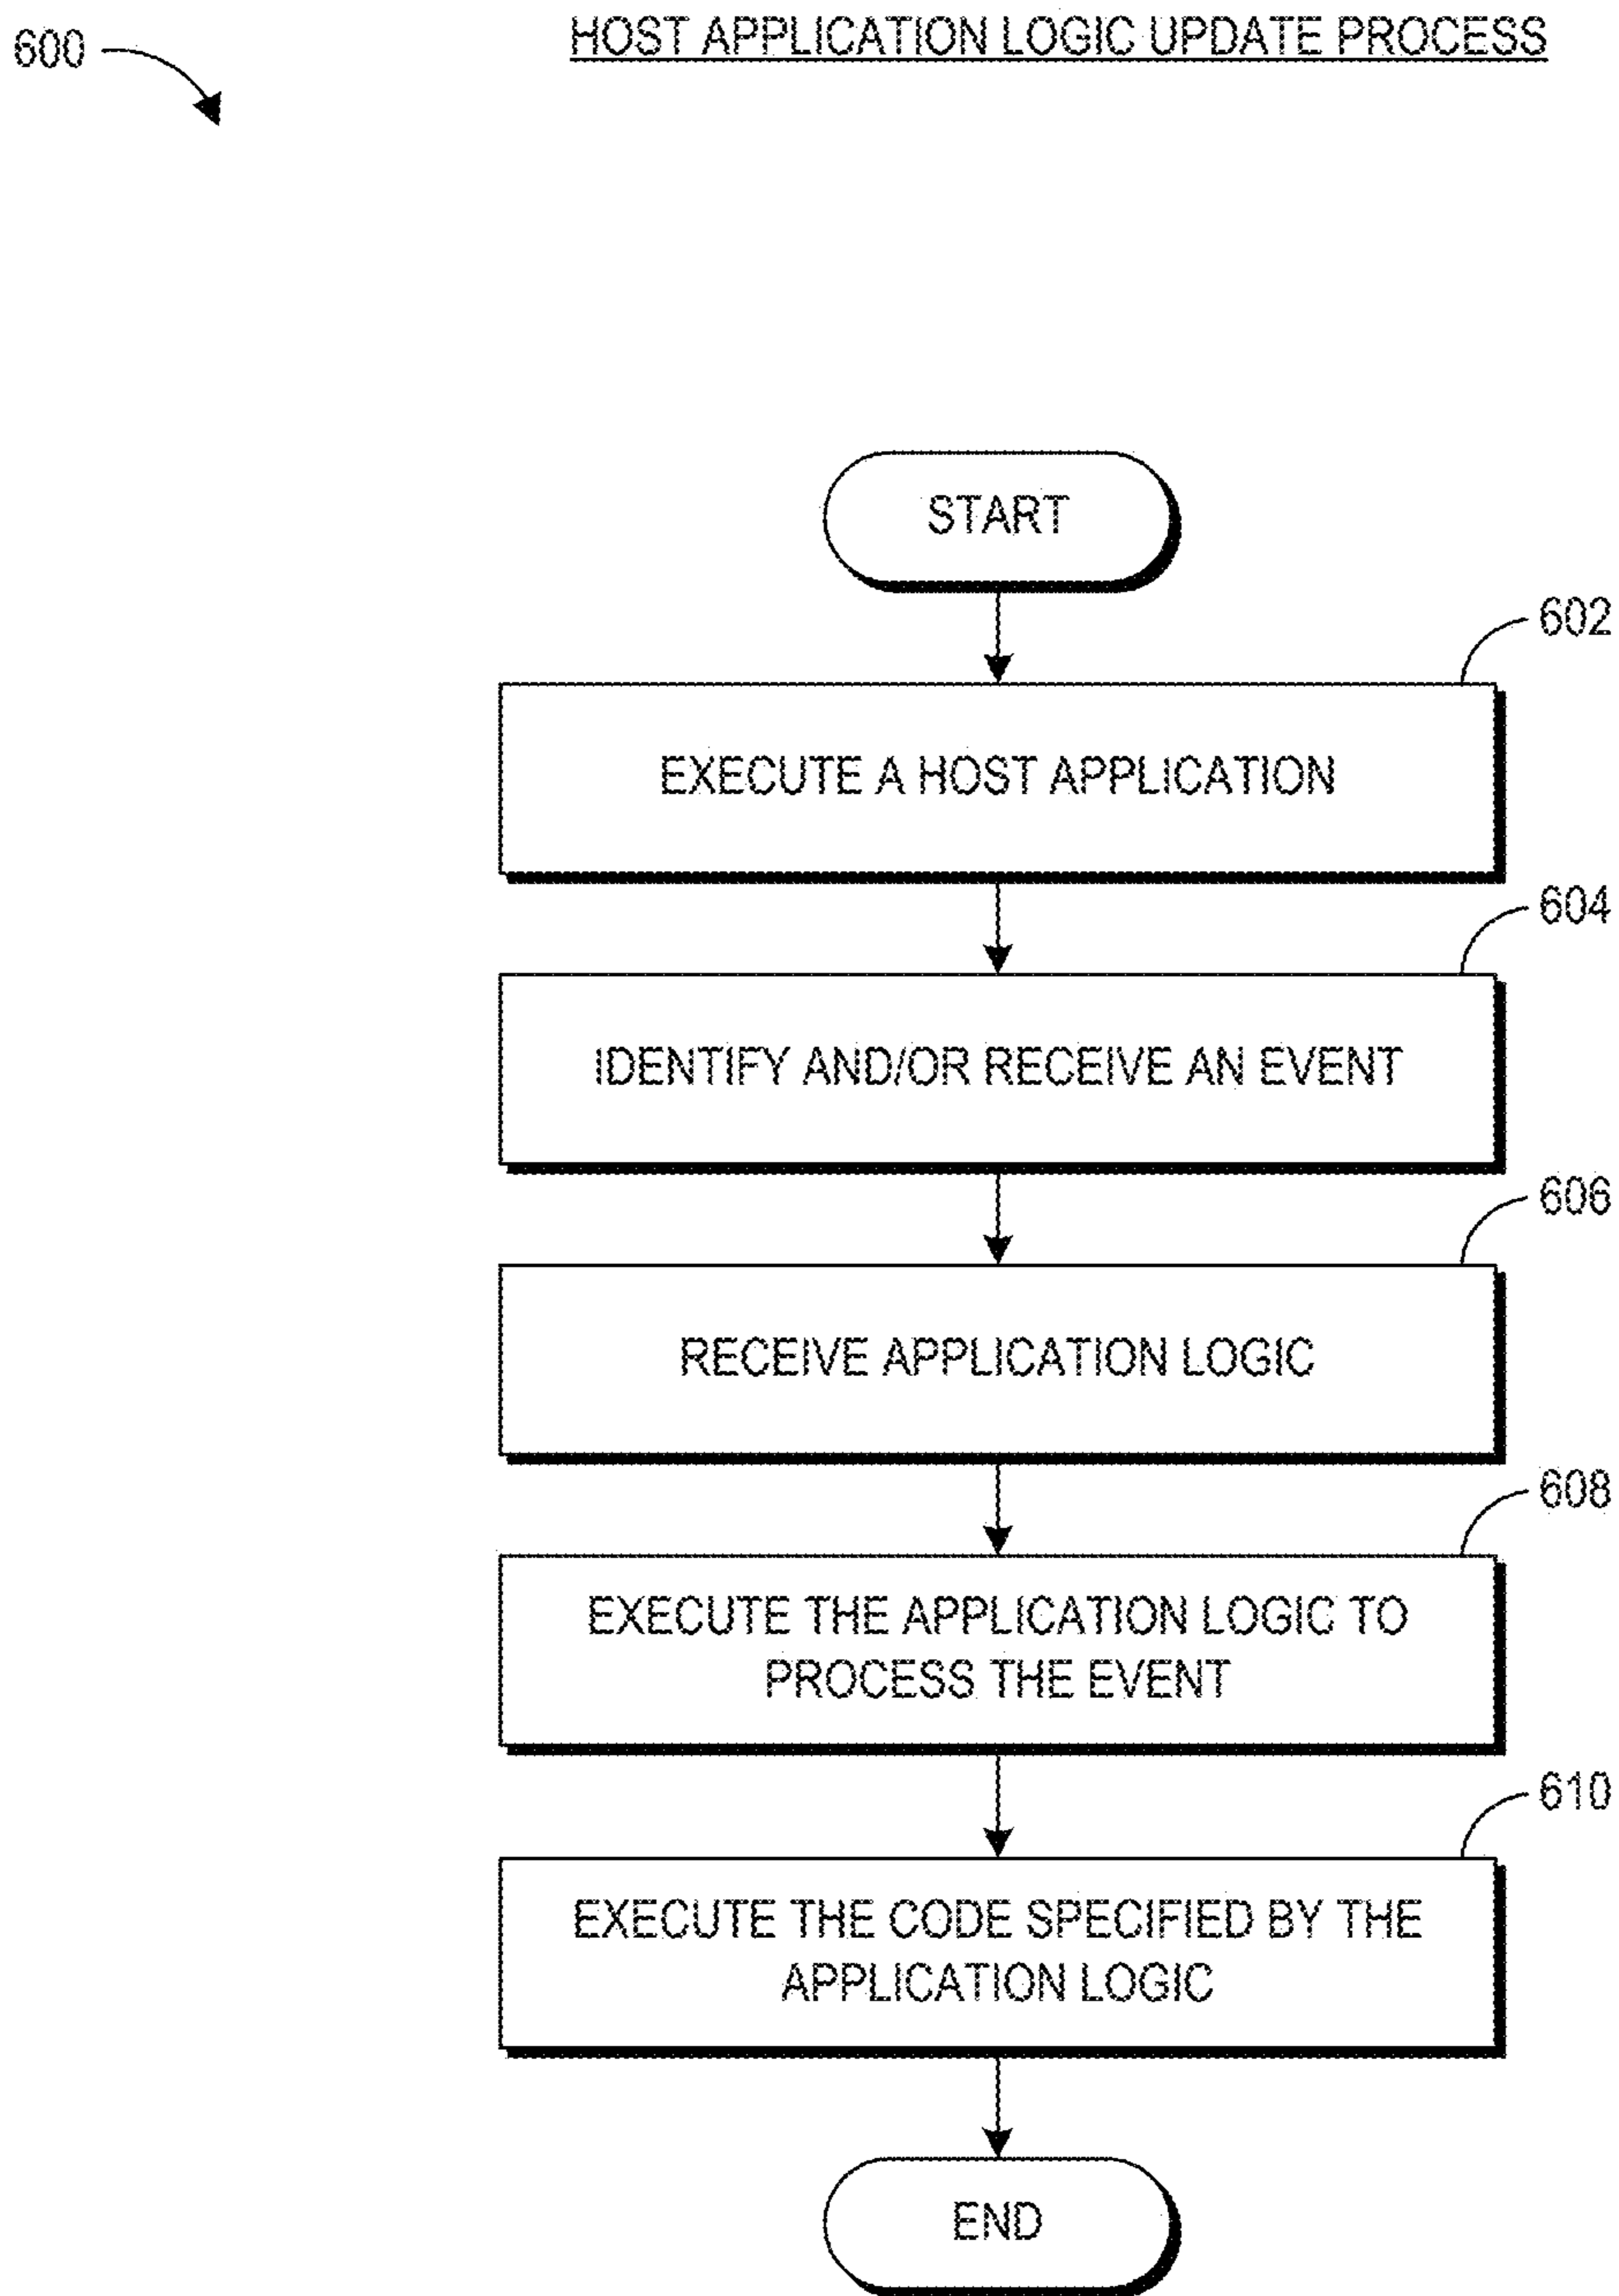 600
HOST APPLICATION LOGIC UPDATE PROCESS
START
602
EXECUTE A HOST APPLICATION
604
IDENTIFY AND/OR RECEIVE AN EVENT
606
RECEIVE APPLICATION LOGIC
608
EXECUTE THE APPLICATION LOGIC TO
PROCESS THE EVENT
610
EXECUTE THE CODE SPECIFIED BY THE
APPLICATION LOGIC
END